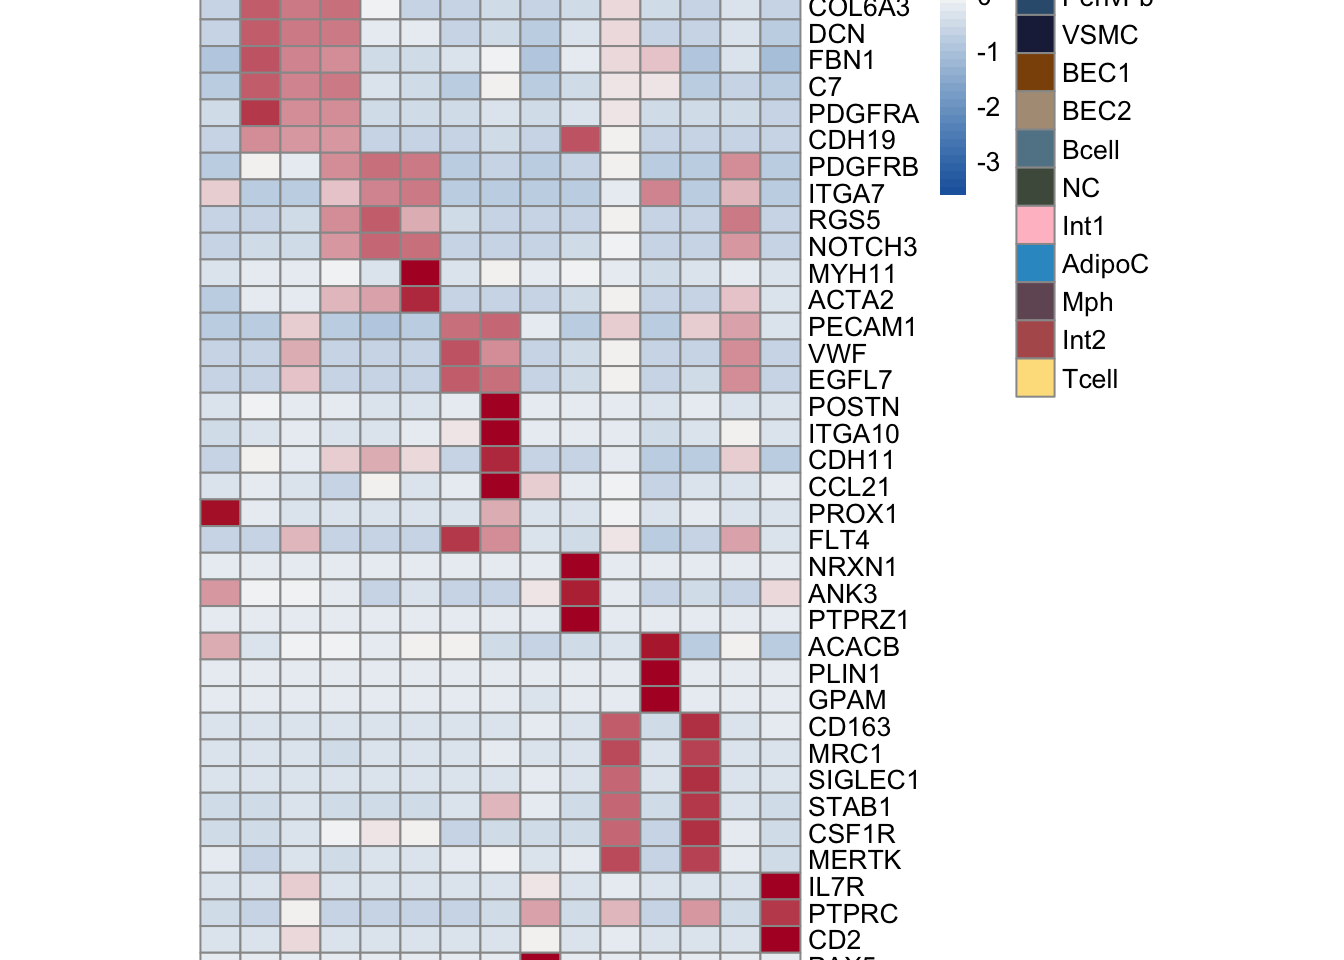 COL6A3
DCN
FBN1
C7
PDGFRA
CDH19
PDGFRB
ITGA7
RGS5
NOTCH3
MYH11
ACTA2
PECAM1
VWF
EGFL7
POSTN
ITGA10
CDH11
CCL21
PROX1
FLT4
NRXN1
ANK3
PTPRZ1
ACACB
PLIN1
GPAM
CD163
MRC1
SIGLEC1
STAB1
CSF1R
MERTK
IL7R
PTPRC
CD2
0
-1
-2
-3
VSMC
BEC1
BEC2
Bcell
NC
Int1
AdipoC
Mph
Int2
Tcell